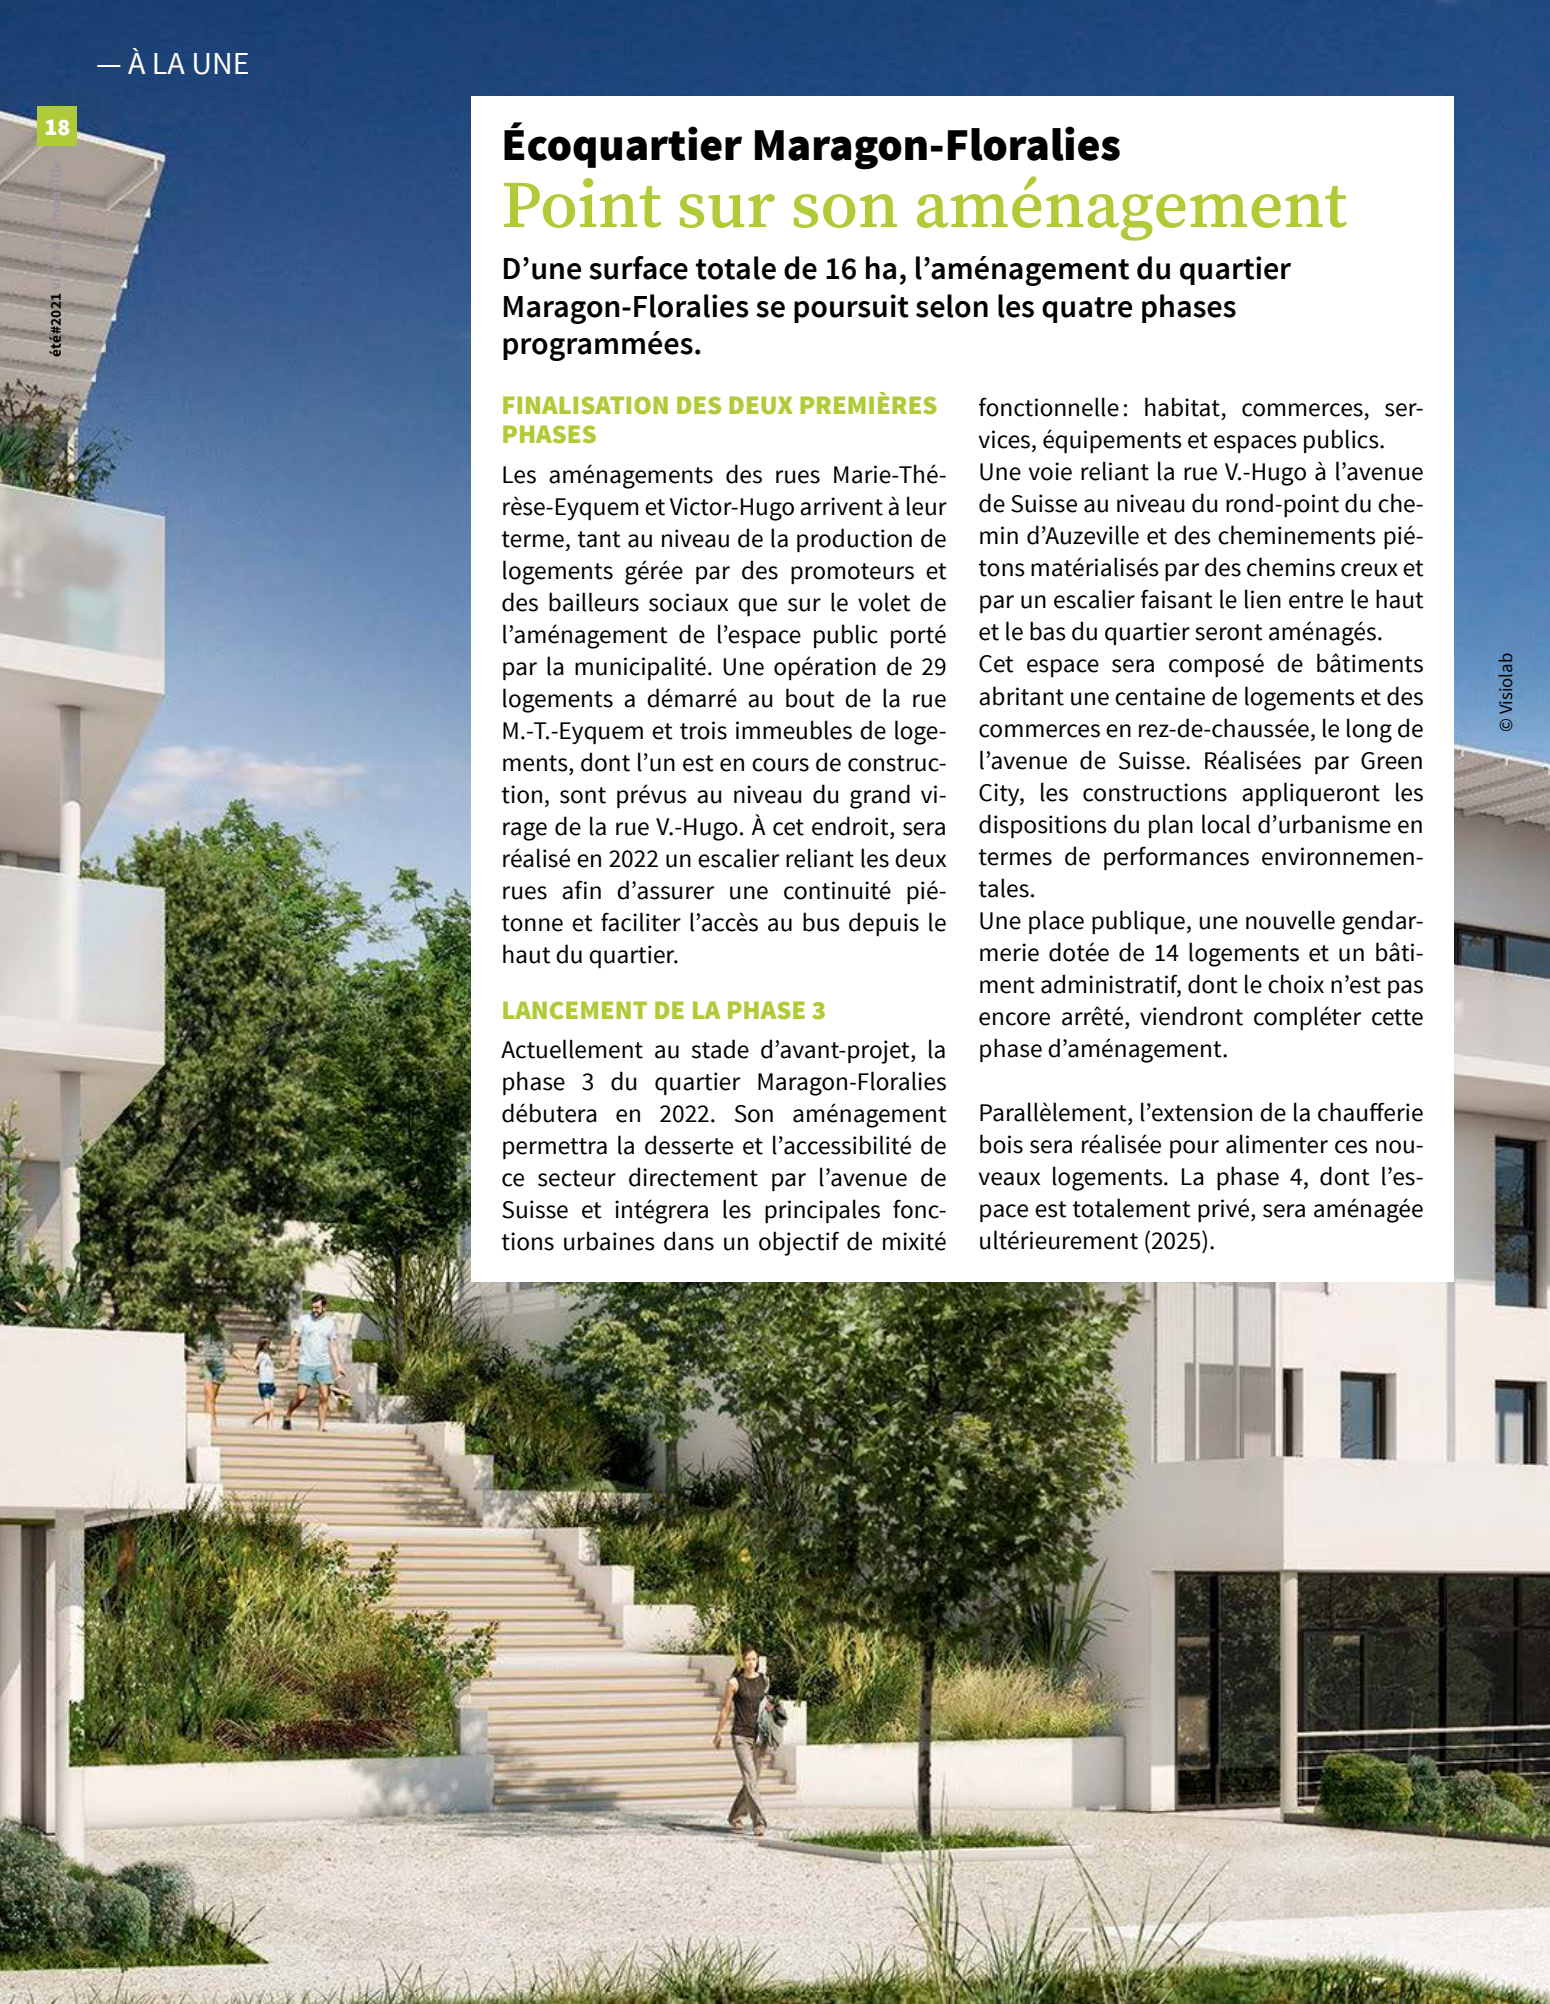 — À LA UNE
18
été#2021
Écoquartier Maragon-Floralies
Point sur son aménagement
D’une surface totale de 16 ha, l’aménagement du quartier
Maragon-Floralies se poursuit selon les quatre phases
programmées.
FINALISATION DES DEUX PREMIÈRES
PHASES
Les aménagements des rues Marie-Thé-
rèse-Eyquem et Victor-Hugo arrivent à leur
terme, tant au niveau de la production de
logements gérée par des promoteurs et
des bailleurs sociaux que sur le volet de
l’aménagement de l’espace public porté
par la municipalité. Une opération de 29
logements a démarré au bout de la rue
M.-T.-Eyquem et trois immeubles de loge-
ments, dont l’un est en cours de construc-
tion, sont prévus au niveau du grand vi-
rage de la rue V.-Hugo. À cet endroit, sera
réalisé en 2022 un escalier reliant les deux
rues afin d’assurer une continuité pié-
tonne et faciliter l’accès au bus depuis le
haut du quartier.
LANCEMENT DE LA PHASE 3
Actuellement au stade d’avant-projet, la
phase 3 du quartier Maragon-Floralies
débutera en 2022. Son aménagement
permettra la desserte et l’accessibilité de
ce secteur directement par l’avenue de
Suisse et intégrera les principales fonc-
tions urbaines dans un objectif de mixité
fonctionnelle : habitat, commerces, ser-
vices, équipements et espaces publics.
Une voie reliant la rue V.-Hugo à l’avenue
de Suisse au niveau du rond-point du che-
min d’Auzeville et des cheminements pié-
tons matérialisés par des chemins creux et
par un escalier faisant le lien entre le haut
et le bas du quartier seront aménagés.
Cet espace sera composé de bâtiments
abritant une centaine de logements et des
commerces en rez-de-chaussée, le long de
l’avenue de Suisse. Réalisées par Green
City, les constructions appliqueront les
dispositions du plan local d’urbanisme en
termes de performances environnemen-
tales.
Une place publique, une nouvelle gendar-
merie dotée de 14 logements et un bâti-
ment administratif, dont le choix n’est pas
encore arrêté, viendront compléter cette
phase d’aménagement.
Parallèlement, l’extension de la chaufferie
bois sera réalisée pour alimenter ces nou-
veaux logements. La phase 4, dont l’es-
pace est totalement privé, sera aménagée
ultérieurement (2025).
© Visiolab